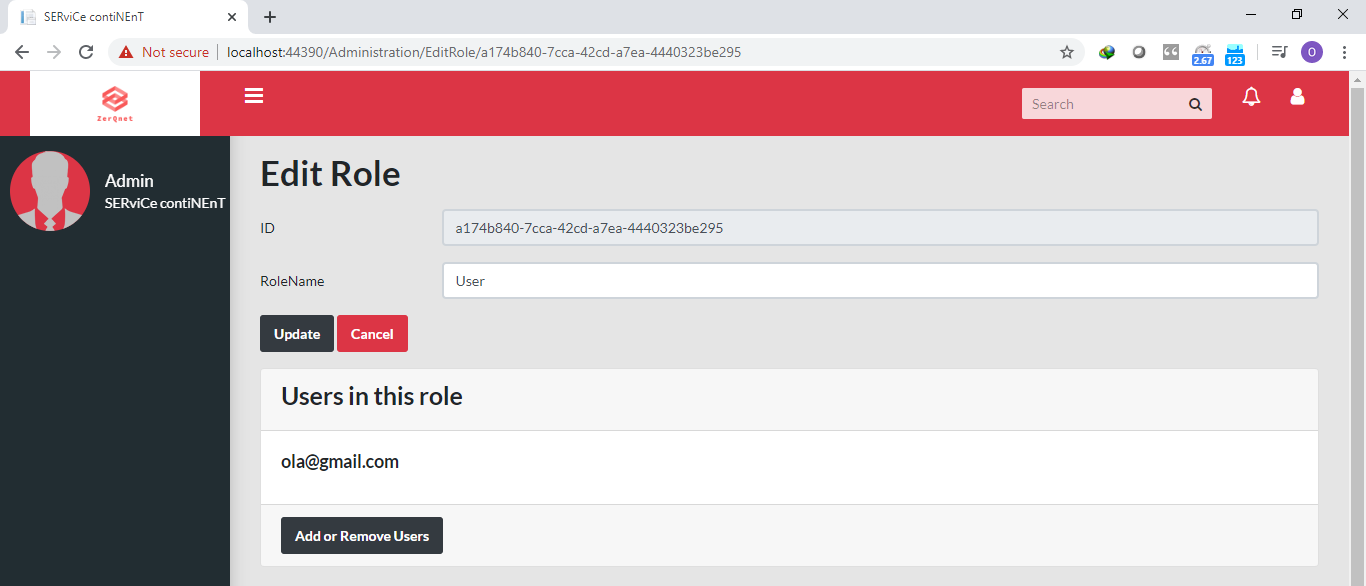 SERviCe contiNEnT
Not secure
localhost:44390/Administration/EditRole/a174b840-7cca-42cd-a7ea-4440323be295
2.67
123
O
ZerQnet
Search
Admin
SERviCe contiNEnT
Edit Role
ID
a174b840-7cca-42cd-a7ea-4440323be295
RoleName
User
Update Cancel
Users in this role
ola@gmail.com
Add or Remove Users